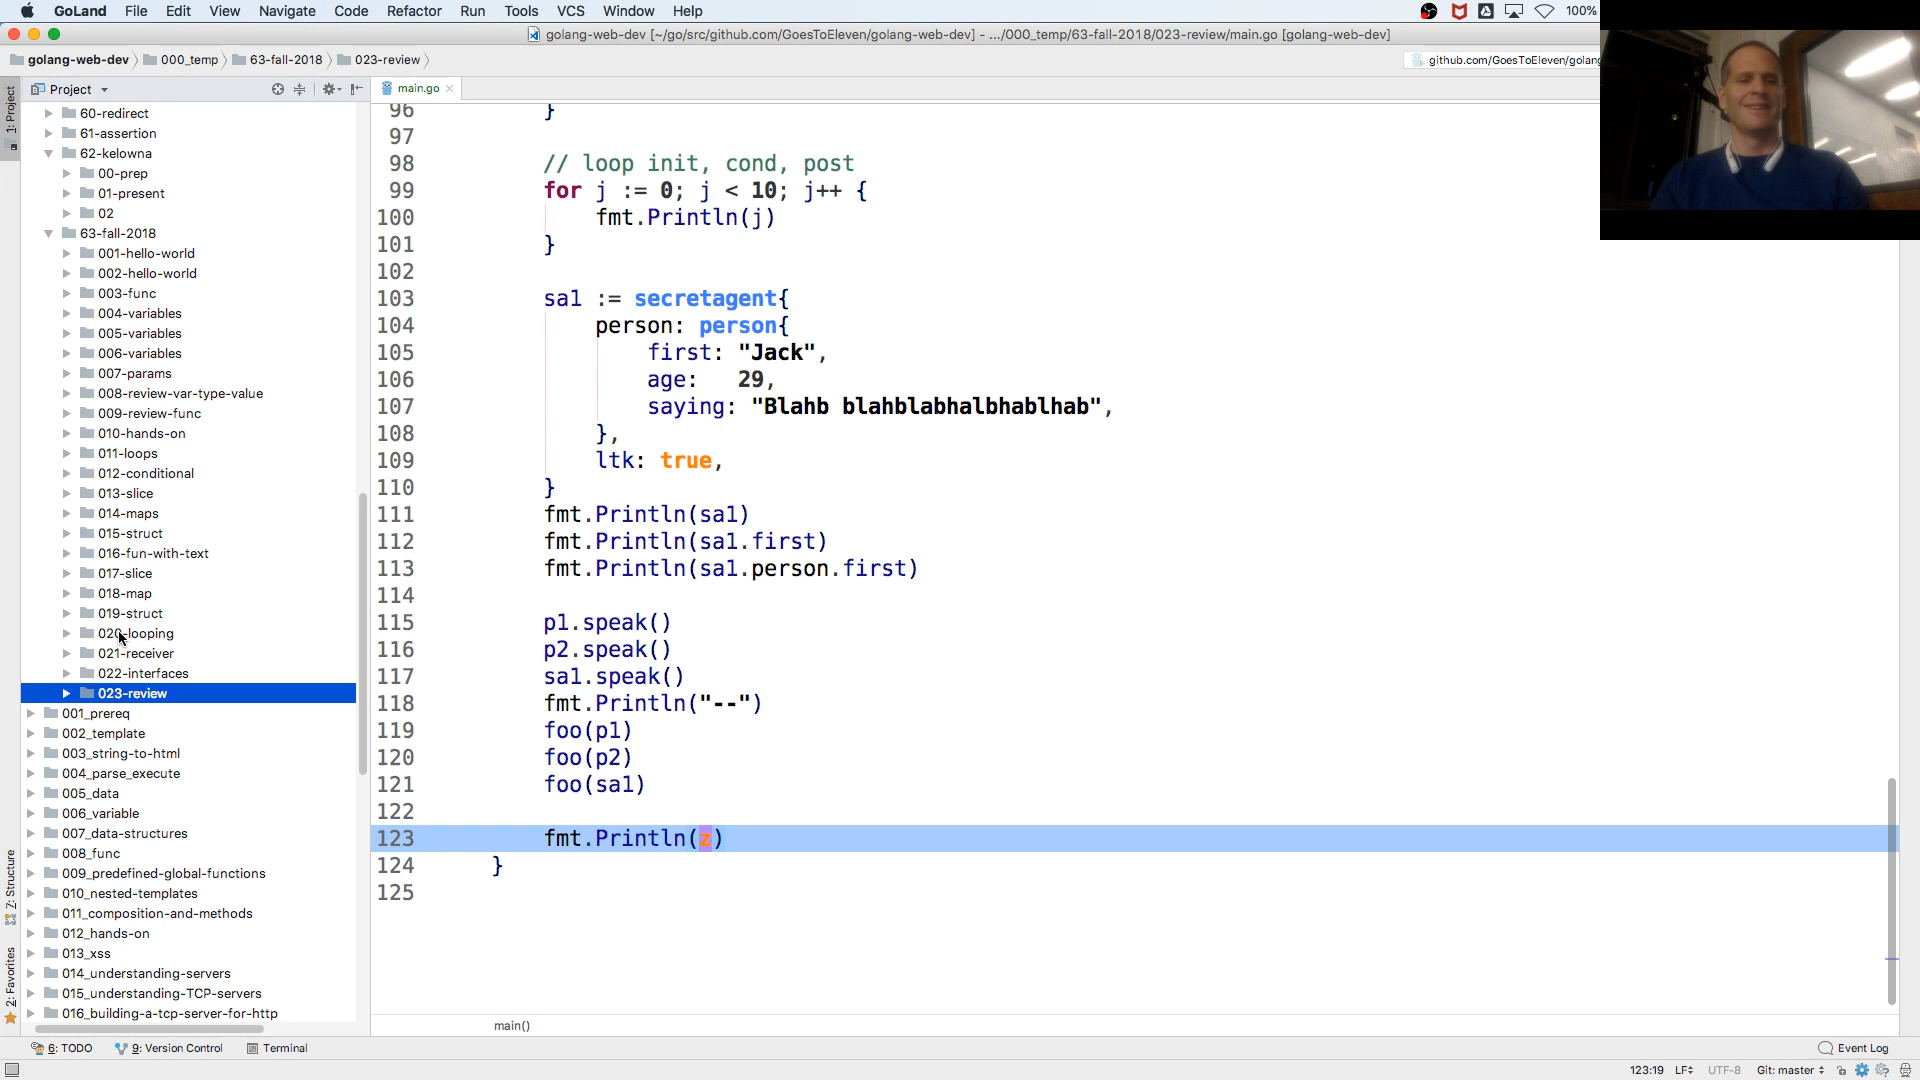 GoLand File Edit View Navigate Code Refactor Run Tools VCS Window Help 100%
golang-web-dev [~/go/src/github.com/GoesToEleven/golang-web-dev] - .../000_temp/63-fall-2018/023-review/main.go [golang-web-dev]
golang-web-dev 000_temp 63-fall-2018 023-review github.com/GoesToEleven/golang
1: Project
Project
main.go
60-redirect
61-assertion
62-kelowna
00-prep
01-present
02
63-fall-2018
001-hello-world
002-hello-world
003-func
004-variables
005-variables
006-variables
007-params
008-review-var-type-value
009-review-func
010-hands-on
011-loops
012-conditional
013-slice
014-maps
015-struct
016-fun-with-text
017-slice
018-map
019-struct
020-looping
021-receiver
022-interfaces
023-review
001_prereq
002_template
003_string-to-html
004_parse_execute
005_data
006_variable
007_data-structures
008_func
009_predefined-global-functions
010_nested-templates
011_composition-and-methods
012_hands-on
013_xss
014_understanding-servers
015_understanding-TCP-servers
016_building-a-tcp-server-for-http
Z: Structure
2: Favorites
96 }
97
98 // loop init, cond, post
99 for j := 0; j < 10; j++ {
100 fmt.Println(j)
101 }
102
103 sa1 := secretagent{
104 person: person{
105 first: "Jack",
106 age: 29,
107 saying: "Blahb blahblabhalbhablhab",
108 },
109 ltk: true,
110 }
111 fmt.Println(sa1)
112 fmt.Println(sa1.first)
113 fmt.Println(sa1.person.first)
114
115 p1.speak()
116 p2.speak()
117 sa1.speak()
118 fmt.Println("--")
119 foo(p1)
120 foo(p2)
121 foo(sa1)
122
123 fmt.Println(z)
124 }
125
main()
6: TODO 9: Version Control Terminal Event Log
123:19 LF UTF-8 Git: master